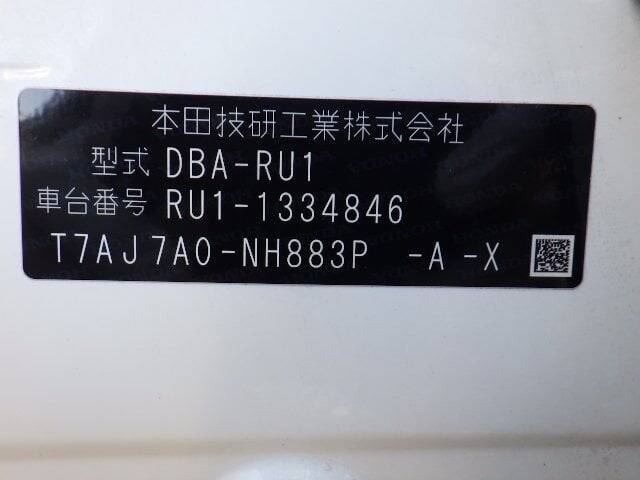 本田技研工業株式会社
型式 DBA-RU1
車台番号 RU1-1334846
T7AJ7A0-NH883P -A -X